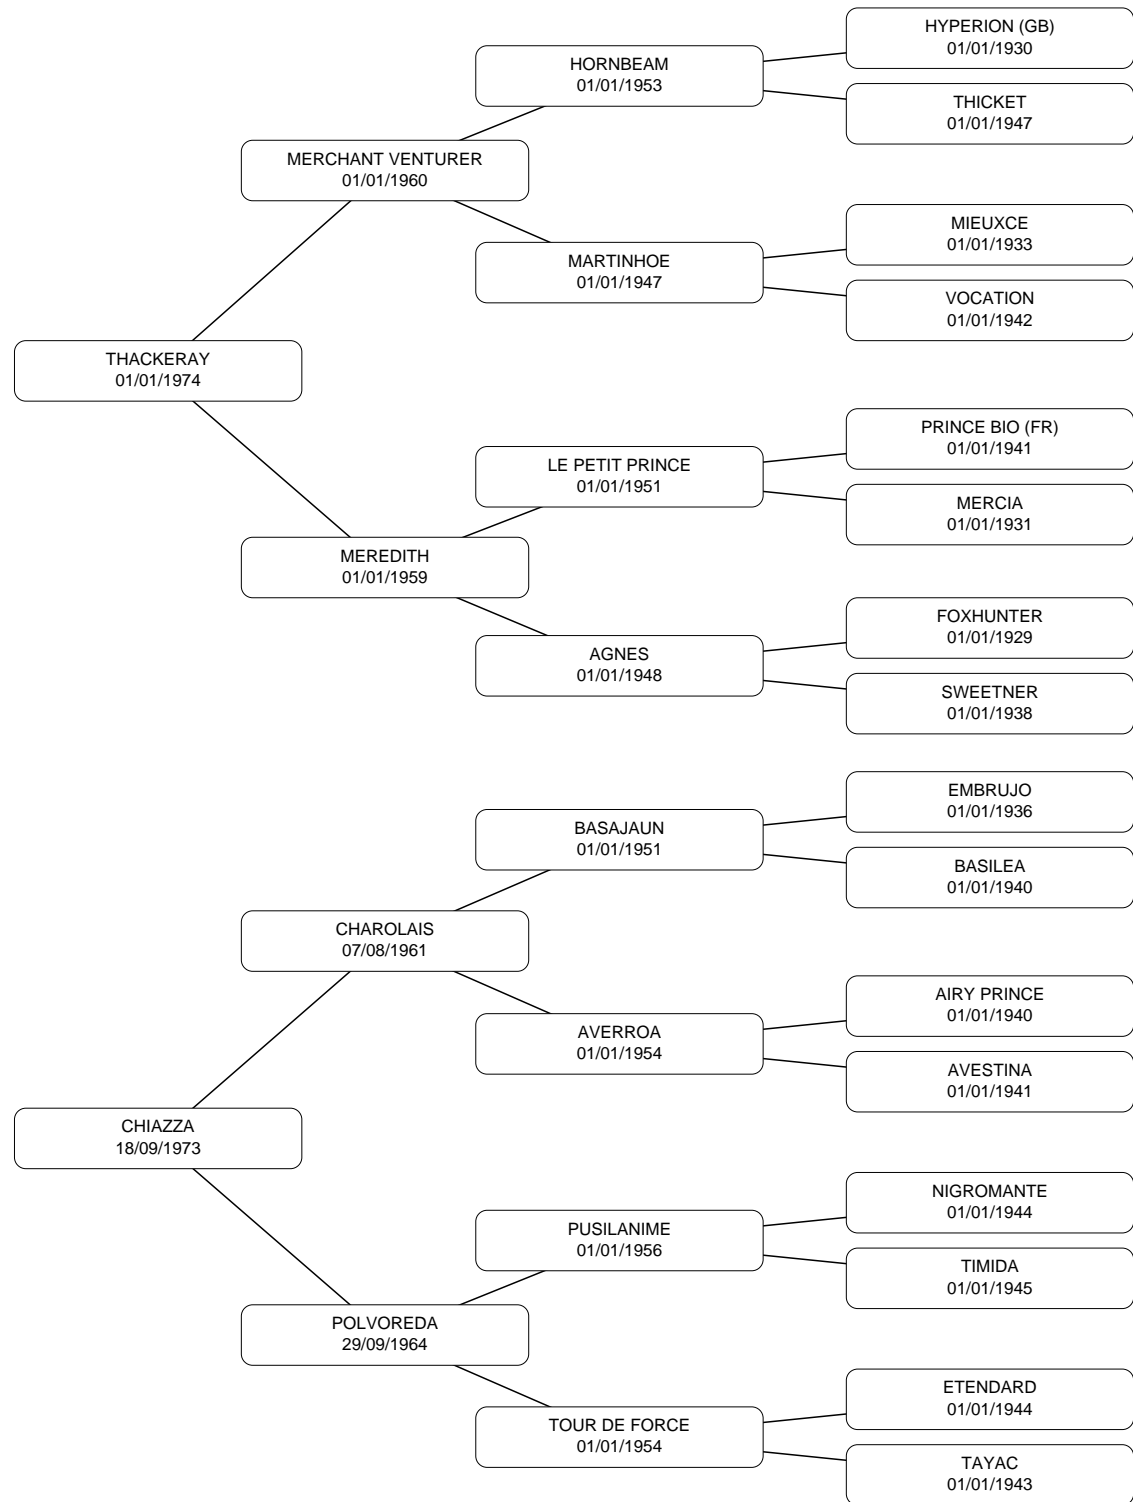 HYPERION (GB)
01/01/1930
HORNBEAM
01/01/1953
THICKET
01/01/1947
MERCHANT VENTURER
01/01/1960
MIEUXCE
01/01/1933
MARTINHOE
01/01/1947
VOCATION
01/01/1942
THACKERAY
01/01/1974
PRINCE BIO (FR)
01/01/1941
LE PETIT PRINCE
01/01/1951
MERCIA
01/01/1931
MEREDITH
01/01/1959
FOXHUNTER
01/01/1929
AGNES
01/01/1948
SWEETNER
01/01/1938
EMBRUJO
01/01/1936
BASAJAUN
01/01/1951
BASILEA
01/01/1940
CHAROLAIS
07/08/1961
AIRY PRINCE
01/01/1940
AVERROA
01/01/1954
AVESTINA
01/01/1941
CHIAZZA
18/09/1973
NIGROMANTE
01/01/1944
PUSILANIME
01/01/1956
TIMIDA
01/01/1945
POLVOREDA
29/09/1964
ETENDARD
01/01/1944
TOUR DE FORCE
01/01/1954
TAYAC
01/01/1943